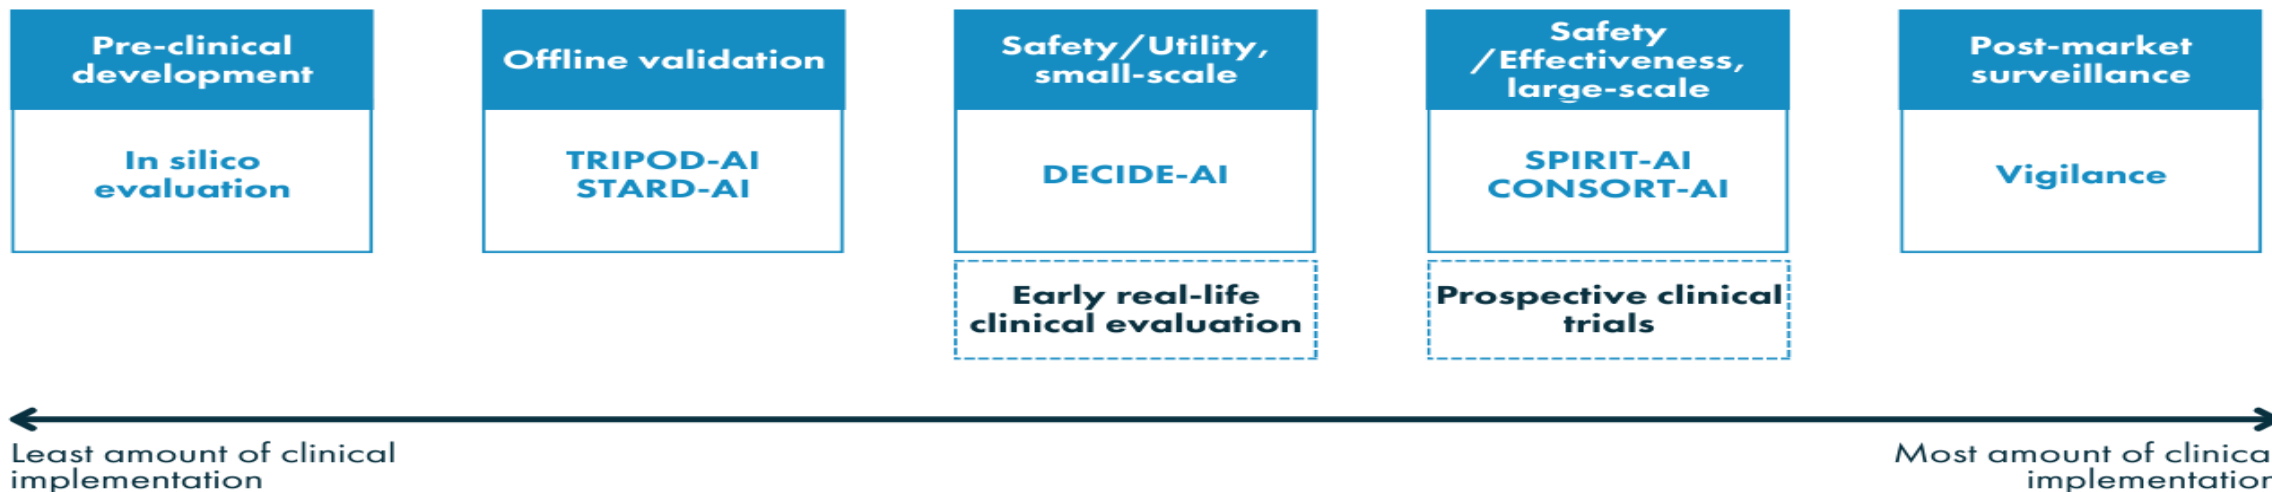 Pre-clinical
development
In silico
evaluation
Offline validation
TRIPOD-AI
STARD-AI
Safety/Utility,
small-scale
DECIDE-AI
Early real-life
clinical evaluation
Safety
/Effectiveness,
large-scale
SPIRIT-AI
CONSORT-AI
Prospective clinical
trials
Post-market
surveillance
Vigilance
Least amount of clinical
implementation
Most amount of clinica
implementation